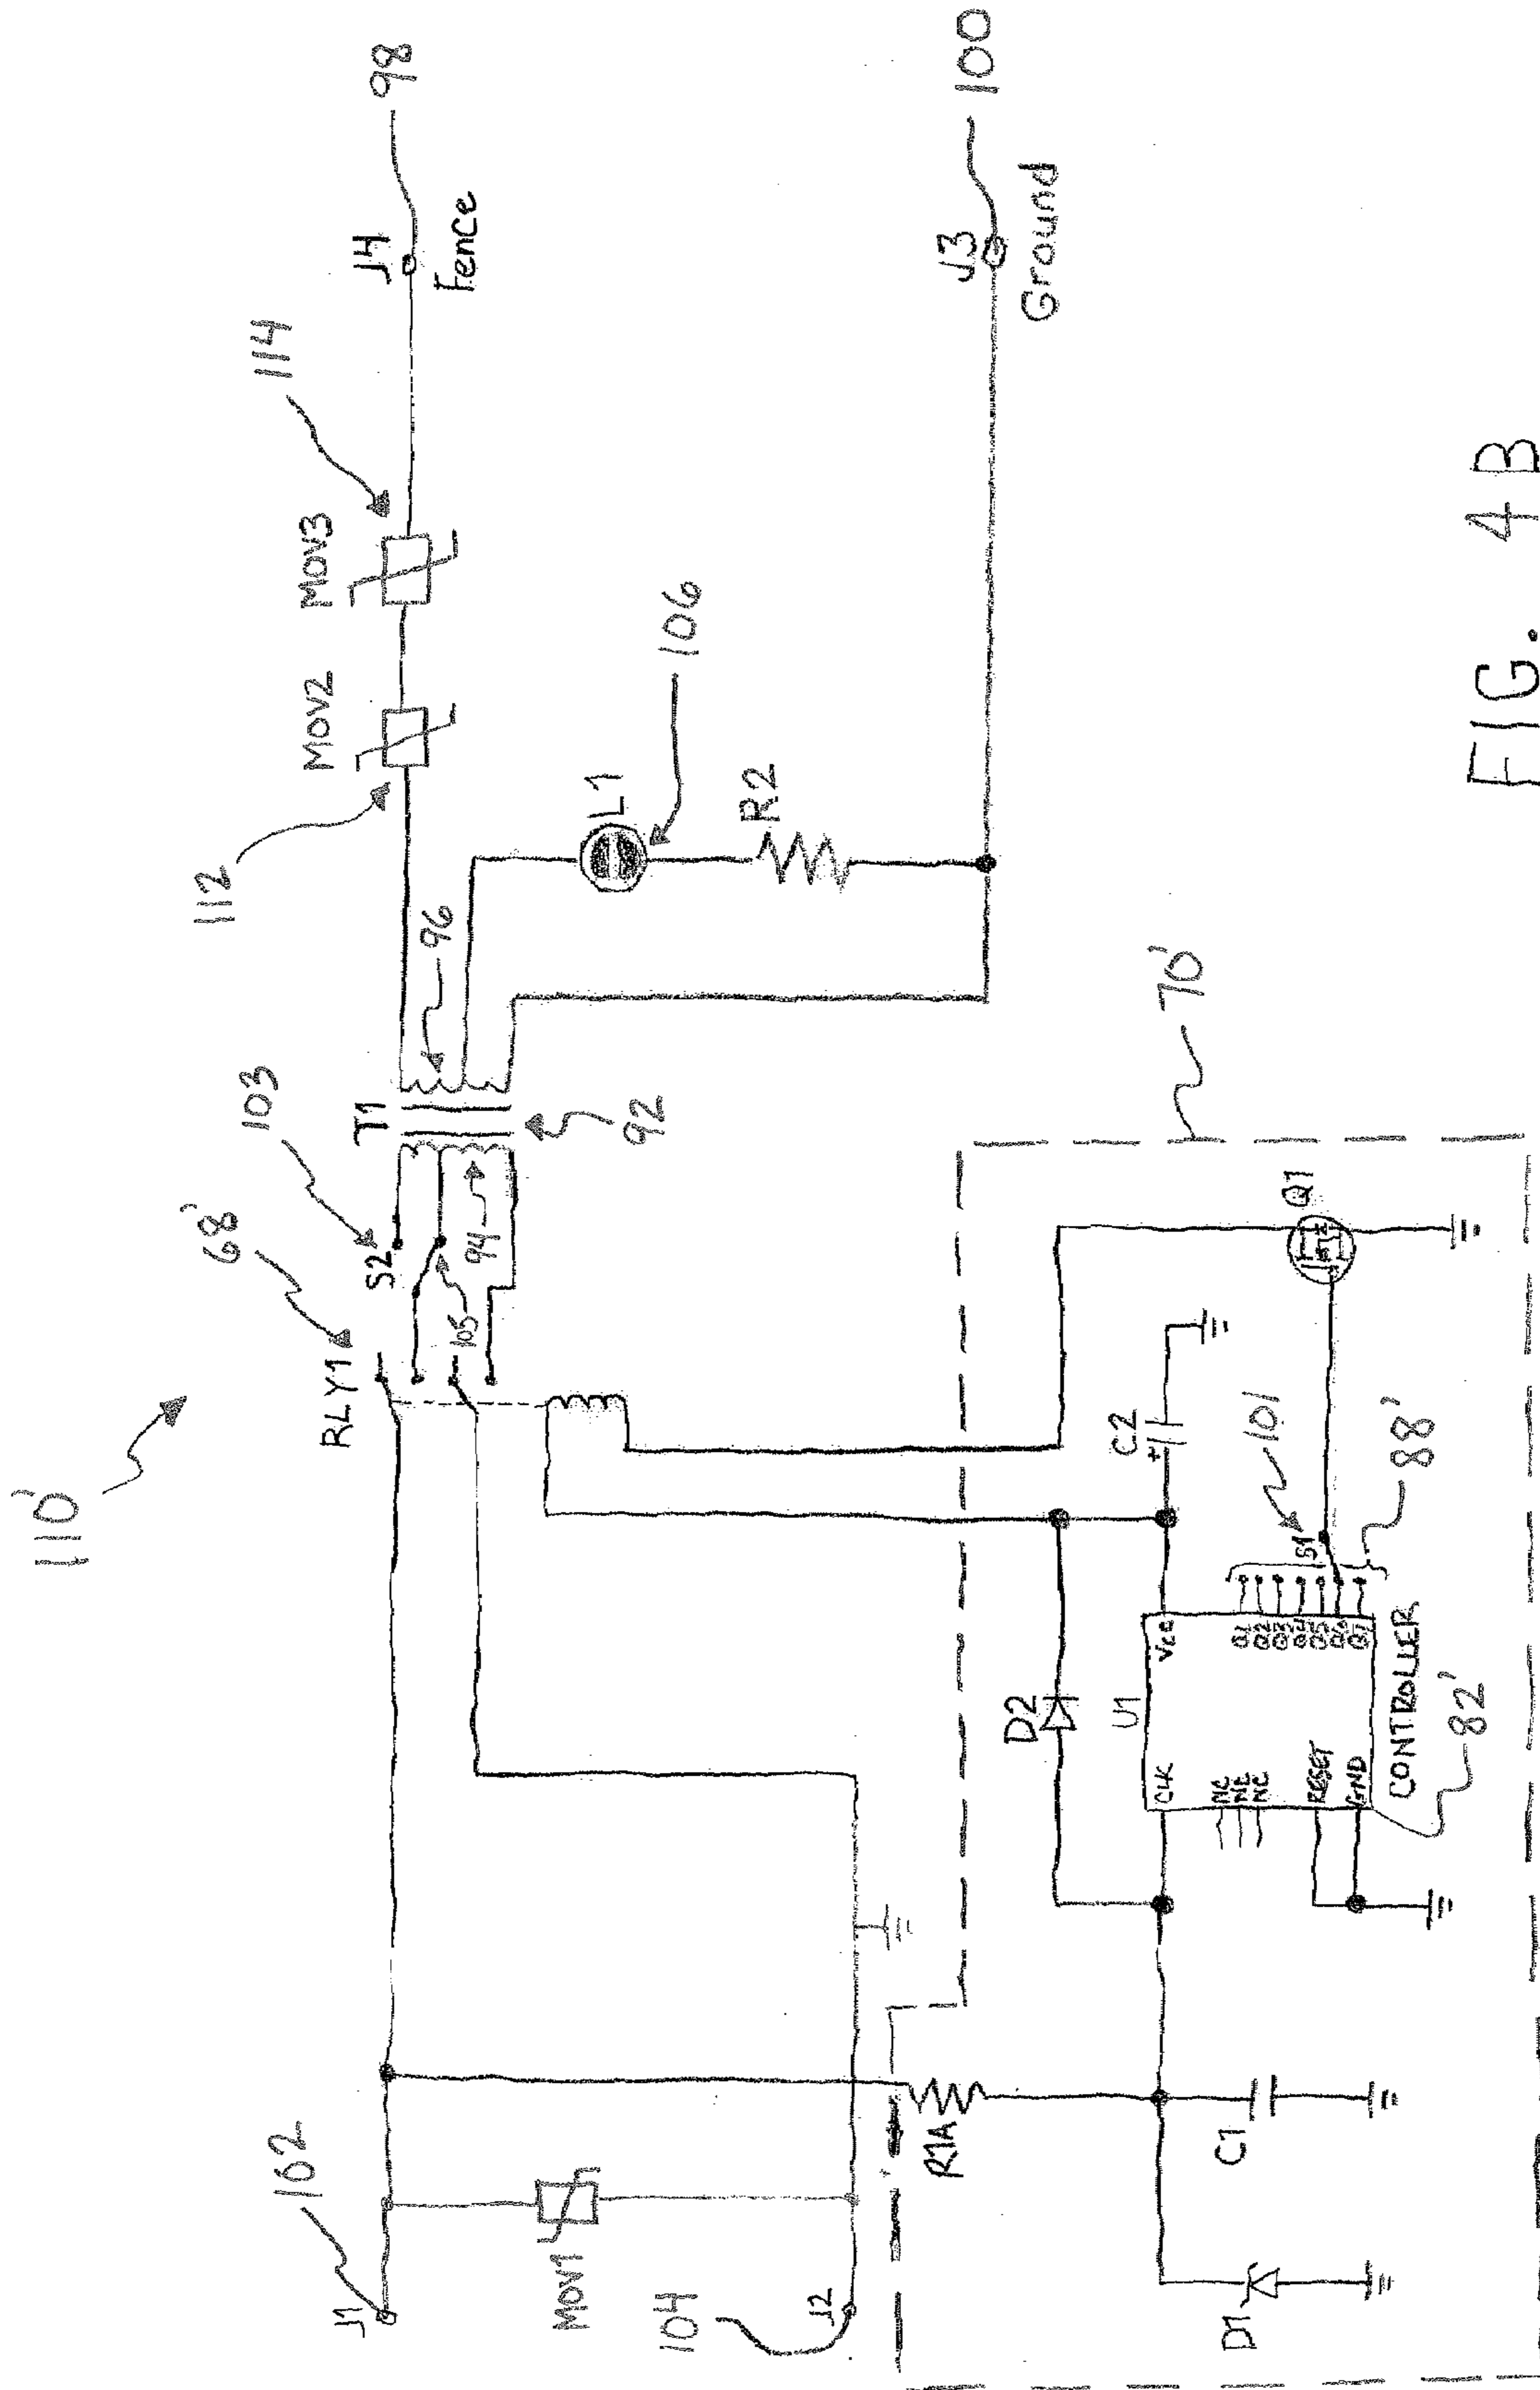 110'
68'
103
112
114
98
102
J1
RLY1
S2
T1
MOV2
MOV3
J4
Fence
105
94
96
92
L1
106
R2
MOV1
104
J2
J3
100
Ground
70'
R1A
D2
C2
Q1
D1
C1
U1
CLK
Vcc
NC
NC
NC
RESET
GND
Q1
Q2
Q3
Q4
Q5
Q6
Q7
S1
101
88'
CONTROLLER
82'
FIG. 4B